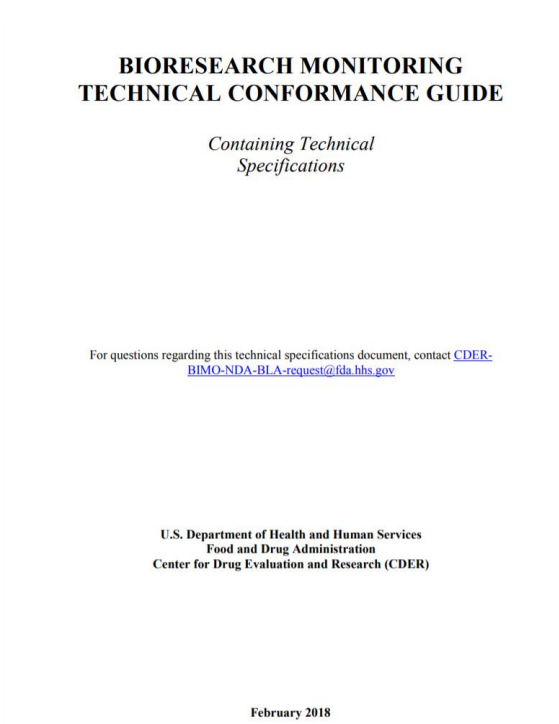 BIORESEARCH MONITORING
TECHNICAL CONFORMANCE GUIDE
Containing Technical
Specifications
For questions regarding this technical specifications document, contact CDER-
BIMO-NDA-BLA-request@fda.hhs.gov
U.S. Department of Health and Human Services
Food and Drug Administration
Center for Drug Evaluation and Research (CDER)
February 2018